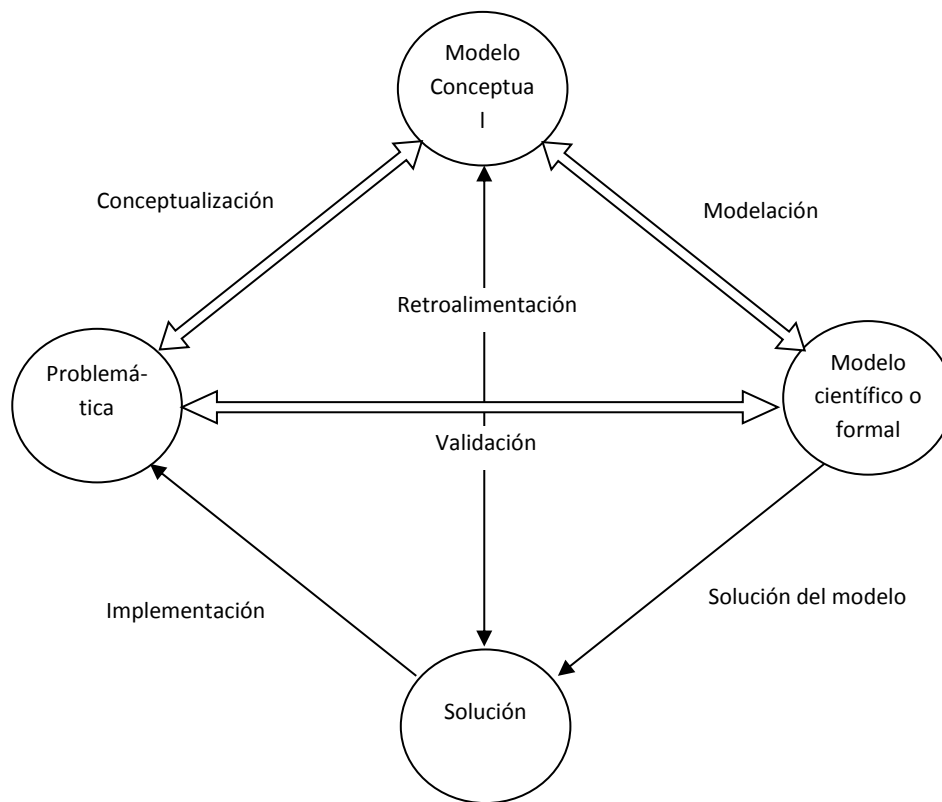 Modelo
Conceptua
l
Conceptualización
Modelación
Retroalimentación
Problemá-
tica
Modelo
científico o
formal
Validación
Implementación
Solución del modelo
Solución